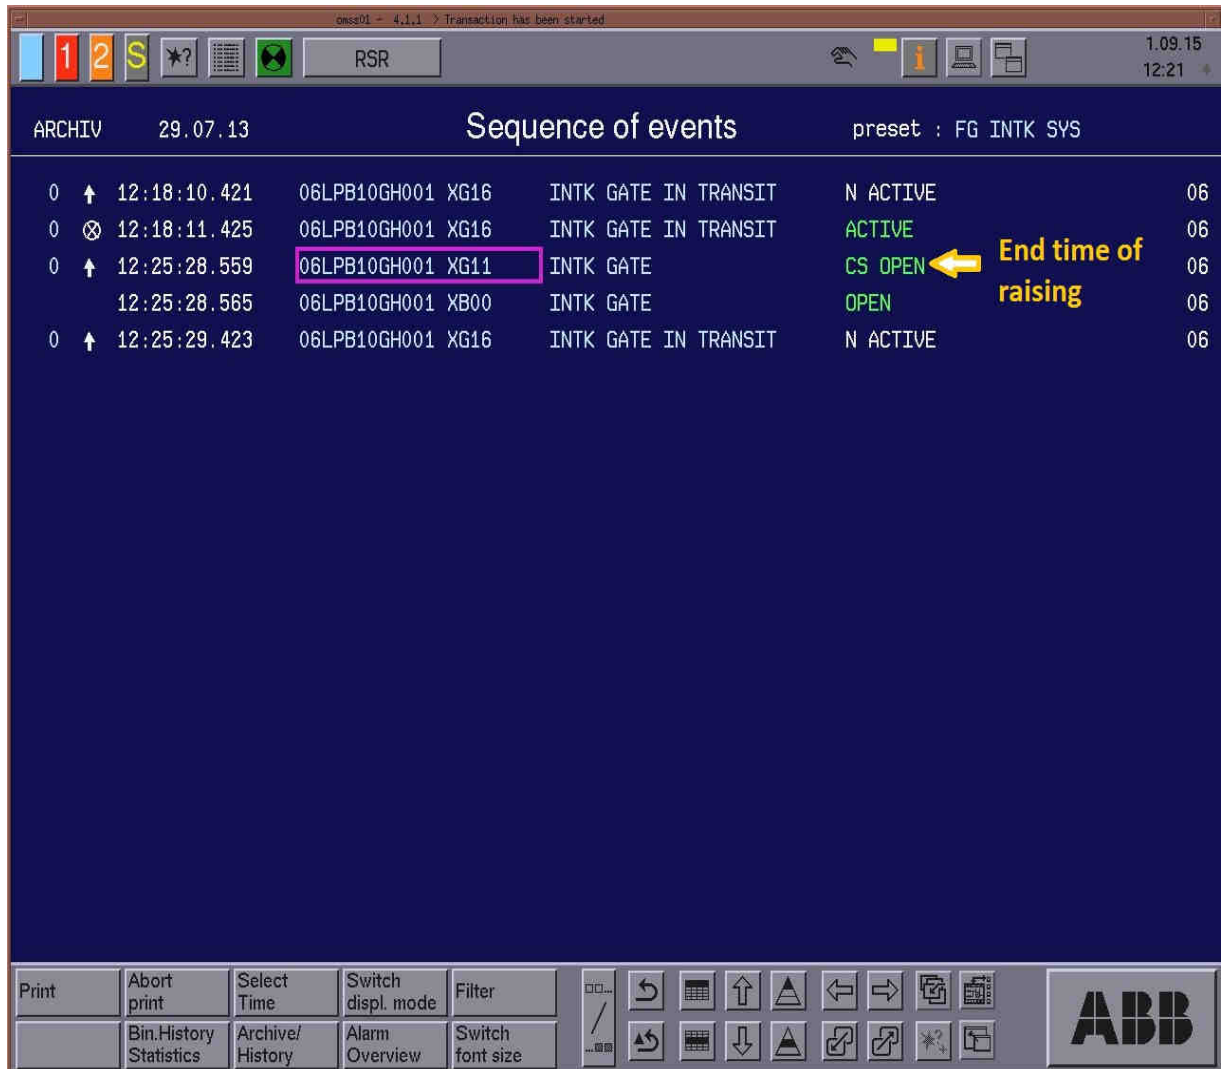 omss01 - 4.1.1 > Transaction has been started
1 2 S *? RSR i 1.09.15
12:21
ARCHIV 29.07.13 Sequence of events preset : FG INTK SYS
0 ↑ 12:18:10.421 06LPB10GH001 XG16 INTK GATE IN TRANSIT N ACTIVE 06
0 ⊗ 12:18:11.425 06LPB10GH001 XG16 INTK GATE IN TRANSIT ACTIVE 06
0 ↑ 12:25:28.559 06LPB10GH001 XG11 INTK GATE CS OPEN 06
End time of
raising
12:25:28.565 06LPB10GH001 XB00 INTK GATE OPEN 06
0 ↑ 12:25:29.423 06LPB10GH001 XG16 INTK GATE IN TRANSIT N ACTIVE 06
Print
Abort
print
Select
Time
Switch
displ. mode
Filter
Bin.History
Statistics
Archive/
History
Alarm
Overview
Switch
font size
ABB